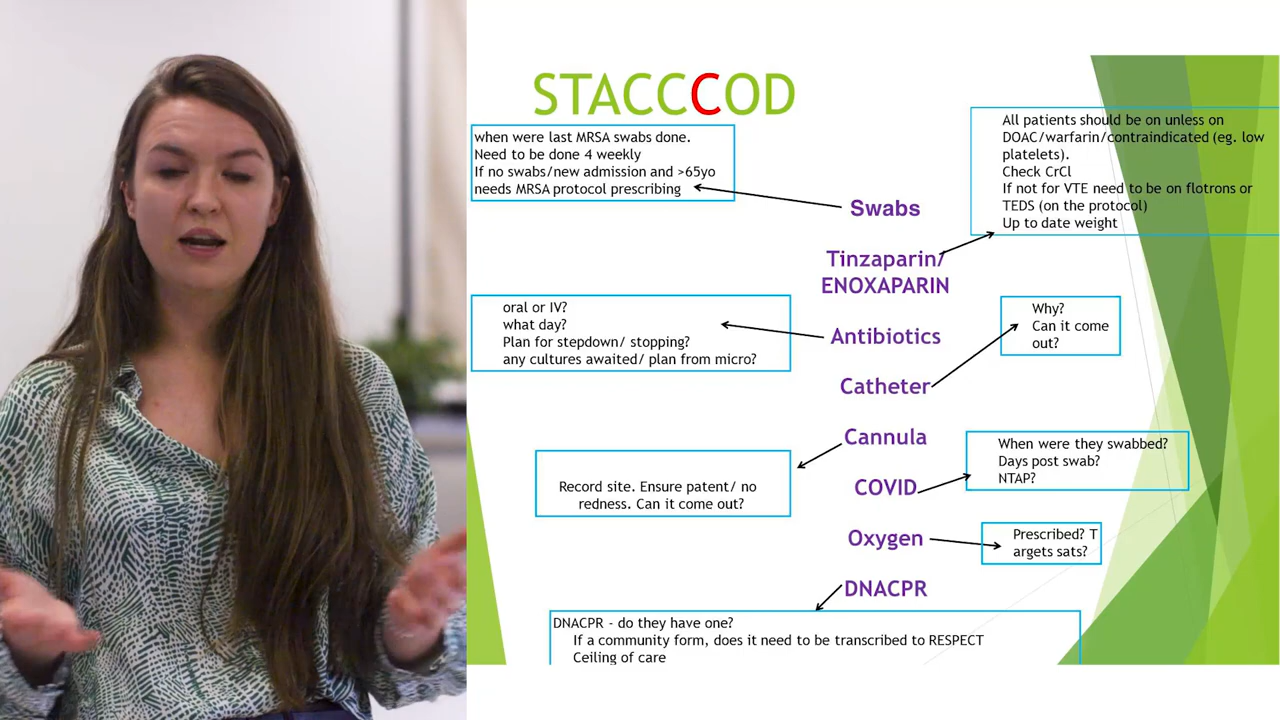 STACCCOD
when were last MRSA swabs done.
Need to be done 4 weekly
If no swabs/new admission and >65yo
needs MRSA protocol prescribing
All patients should be on unless on
DOAC/warfarin/contraindicated (eg. low
platelets).
Check CrCl
If not for VTE need to be on flotrons or
TEDS (on the protocol)
Up to date weight
Swabs
Tinzaparin/
ENOXAPARIN
oral or IV?
what day?
Plan for stepdown/ stopping?
any cultures awaited/ plan from micro?
Antibiotics
Why?
Can it come
out?
Catheter
Cannula
Record site. Ensure patent/ no
redness. Can it come out?
When were they swabbed?
Days post swab?
NTAP?
COVID
Oxygen
Prescribed? T
argets sats?
DNACPR
DNACPR - do they have one?
If a community form, does it need to be transcribed to RESPECT
Ceiling of care